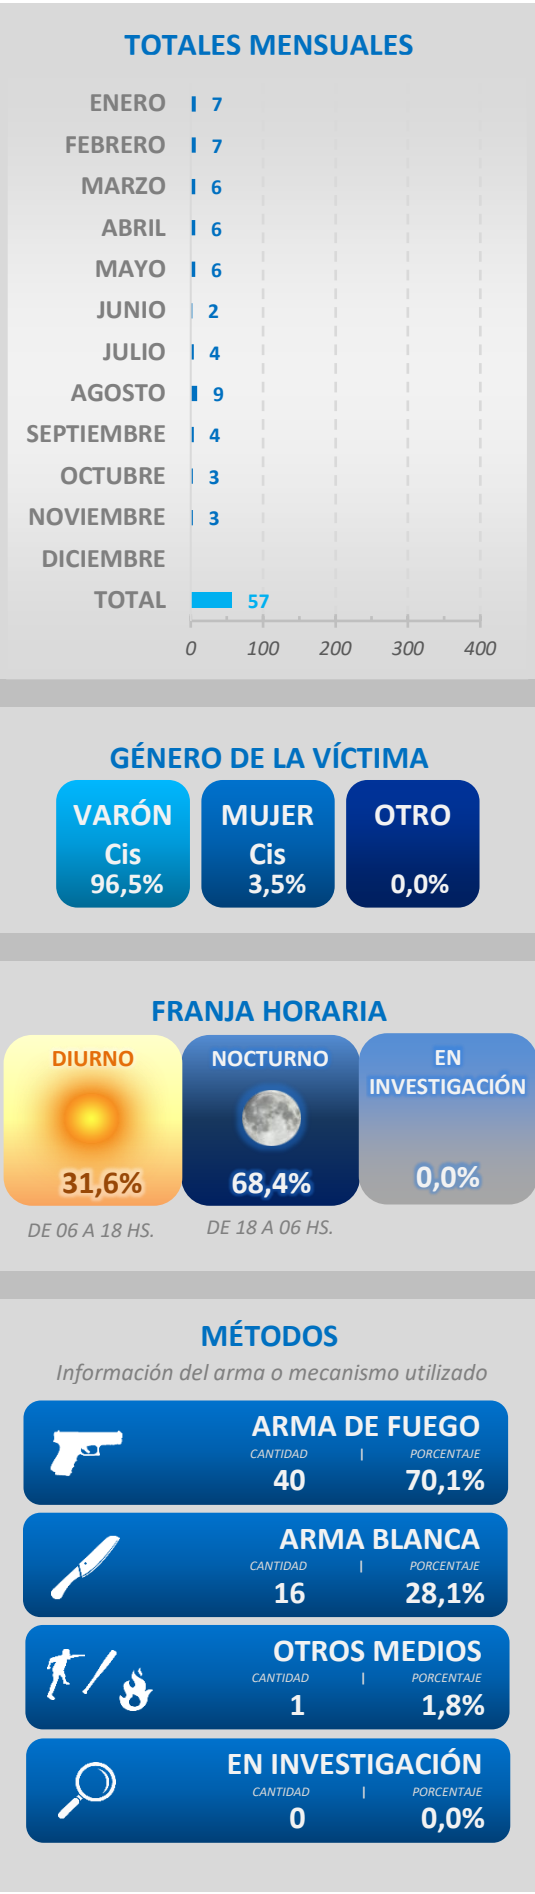 TOTALES MENSUALES
ENERO 7
FEBRERO 7
MARZO 6
ABRIL 6
MAYO 6
JUNIO 2
JULIO 4
AGOSTO 9
SEPTIEMBRE 4
OCTUBRE 3
NOVIEMBRE 3
DICIEMBRE
TOTAL 57
0 100 200 300 400
GÉNERO DE LA VÍCTIMA
VARÓN MUJER OTRO
Cis Cis
96,5% 3,5% 0,0%
FRANJA HORARIA
DIURNO NOCTURNO EN
INVESTIGACIÓN
31,6% 68,4% 0,0%
DE 06 A 18 HS. DE 18 A 06 HS.
MÉTODOS
Información del arma o mecanismo utilizado
ARMA DE FUEGO
CANTIDAD | PORCENTAJE
40 70,1%
ARMA BLANCA
CANTIDAD | PORCENTAJE
16 28,1%
OTROS MEDIOS
CANTIDAD | PORCENTAJE
1 1,8%
EN INVESTIGACIÓN
CANTIDAD | PORCENTAJE
0 0,0%